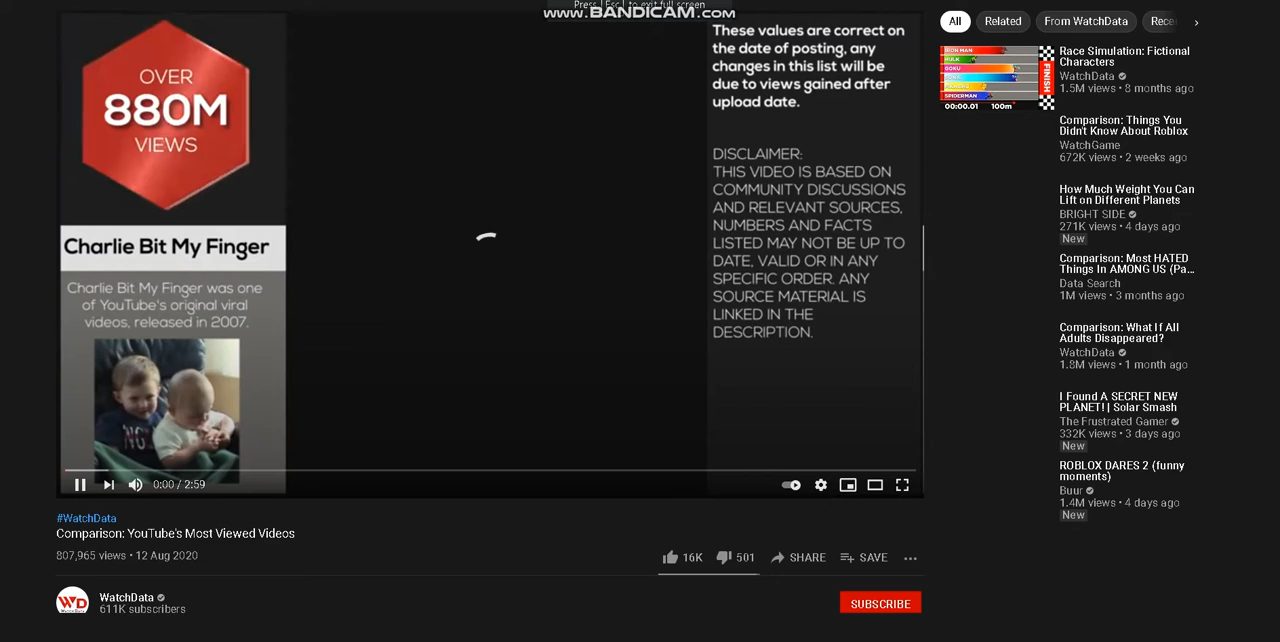 Press Esc to exit full screen
www.BANDICAM.com
OVER
880M
VIEWS
Charlie Bit My Finger
Charlie Bit My Finger was one
of YouTube's original viral
videos, released in 2007.
These values are correct on
the date of posting, any
changes in this list will be
due to views gained after
upload date.
DISCLAIMER:
THIS VIDEO IS BASED ON
COMMUNITY DISCUSSIONS
AND RELEVANT SOURCES,
NUMBERS AND FACTS
LISTED MAY NOT BE UP TO
DATE, VALID OR IN ANY
SPECIFIC ORDER. ANY
SOURCE MATERIAL IS
LINKED IN THE
DESCRIPTION.
0:00 / 2:59
#WatchData
Comparison: YouTube's Most Viewed Videos
807,965 views • 12 Aug 2020
16K 501 SHARE SAVE
WD
WatchData
611K subscribers
SUBSCRIBE
All Related From WatchData Rece
IRON MAN
HULK
GOKU
SPIDERMAN
00:00.01 100m
FINISH
Race Simulation: Fictional
Characters
WatchData
1.5M views • 8 months ago
Comparison: Things You
Didn't Know About Roblox
WatchGame
672K views • 2 weeks ago
How Much Weight You Can
Lift on Different Planets
BRIGHT SIDE
271K views • 4 days ago
New
Comparison: Most HATED
Things In AMONG US (Pa...
Data Search
1M views • 3 months ago
Comparison: What If All
Adults Disappeared?
WatchData
1.8M views • 1 month ago
I Found A SECRET NEW
PLANET! | Solar Smash
The Frustrated Gamer
332K views • 3 days ago
New
ROBLOX DARES 2 (funny
moments)
Buur
1.4M views • 4 days ago
New